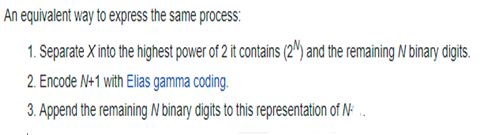 An equivalent way to express the same process:
1. Separate X into the highest power of 2 it contains (2ᴺ) and the remaining N binary digits.
2. Encode N+1 with Elias gamma coding.
3. Append the remaining N binary digits to this representation of N